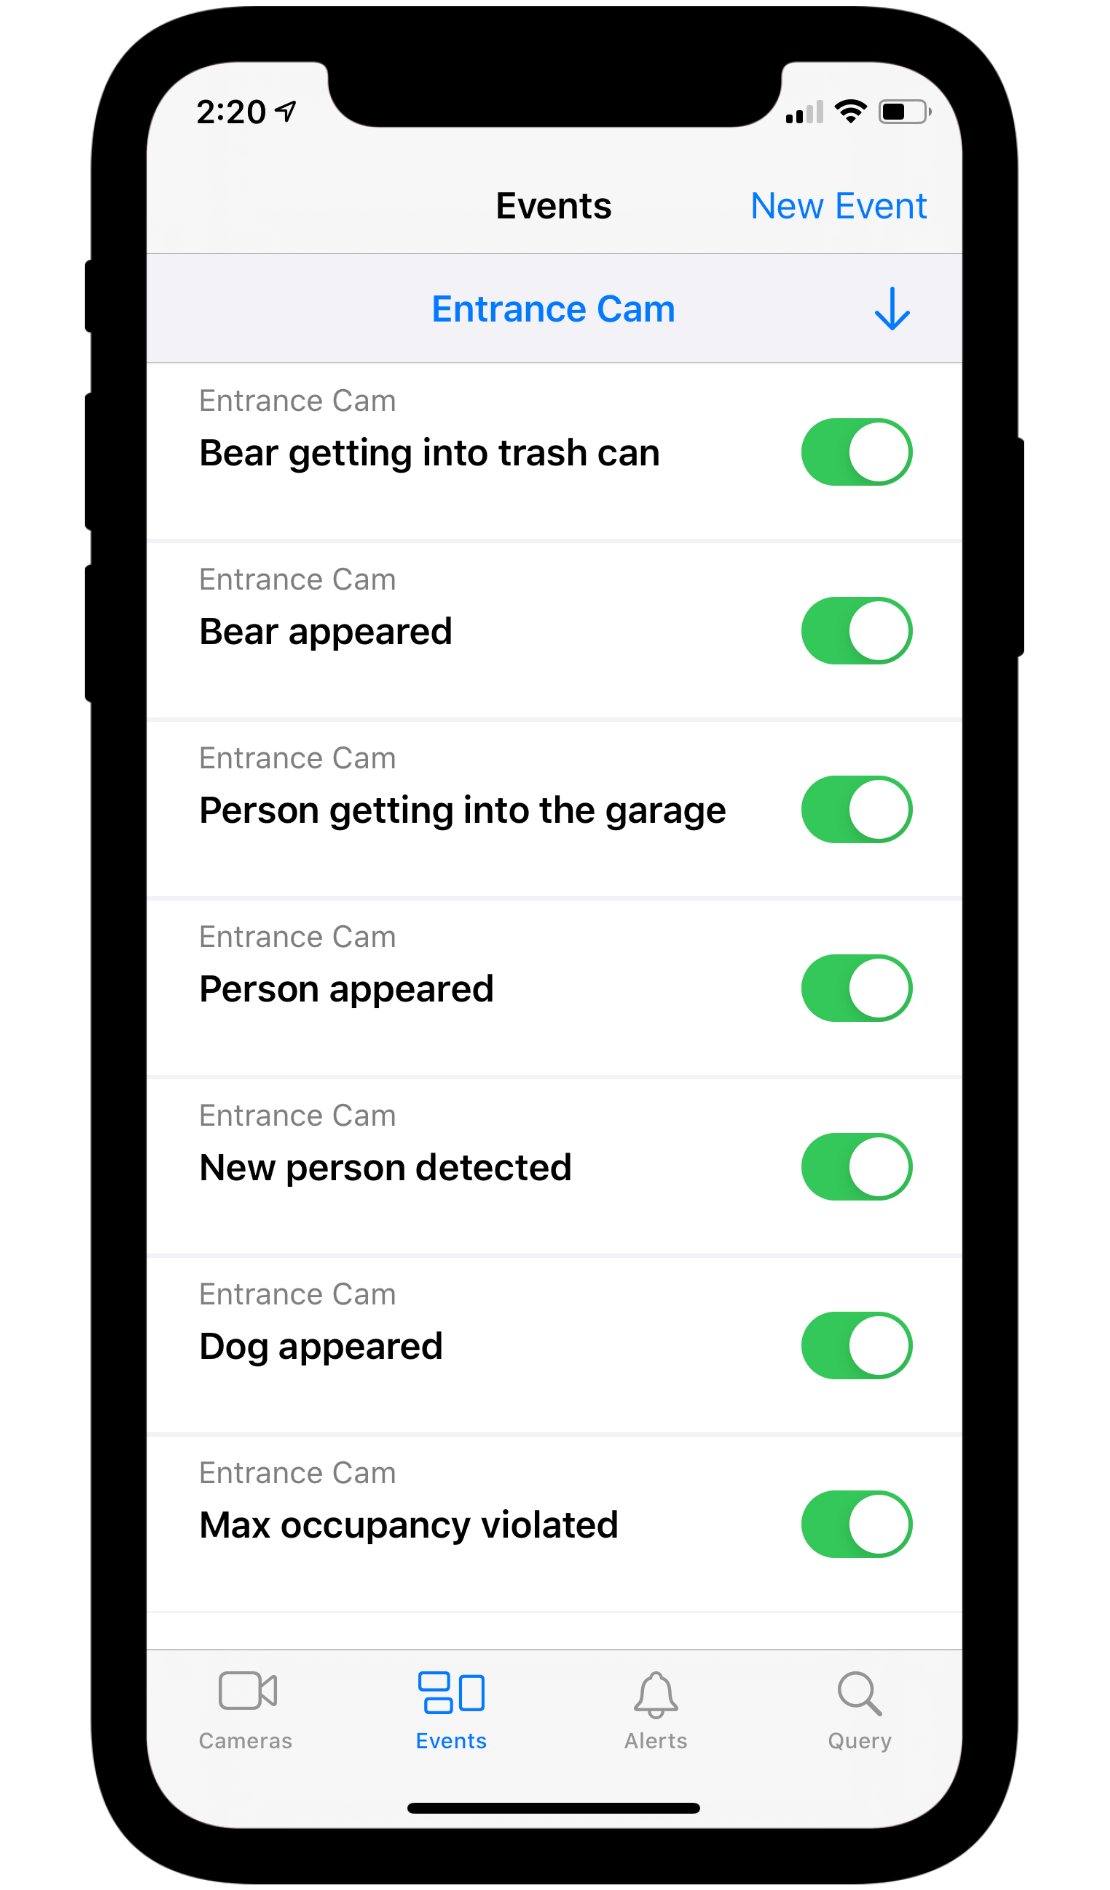 2:20
Events
New Event
Entrance Cam
Entrance Cam
Bear getting into trash can
Entrance Cam
Bear appeared
Entrance Cam
Person getting into the garage
Entrance Cam
Person appeared
Entrance Cam
New person detected
Entrance Cam
Dog appeared
Entrance Cam
Max occupancy violated
Cameras
Events
Alerts
Query